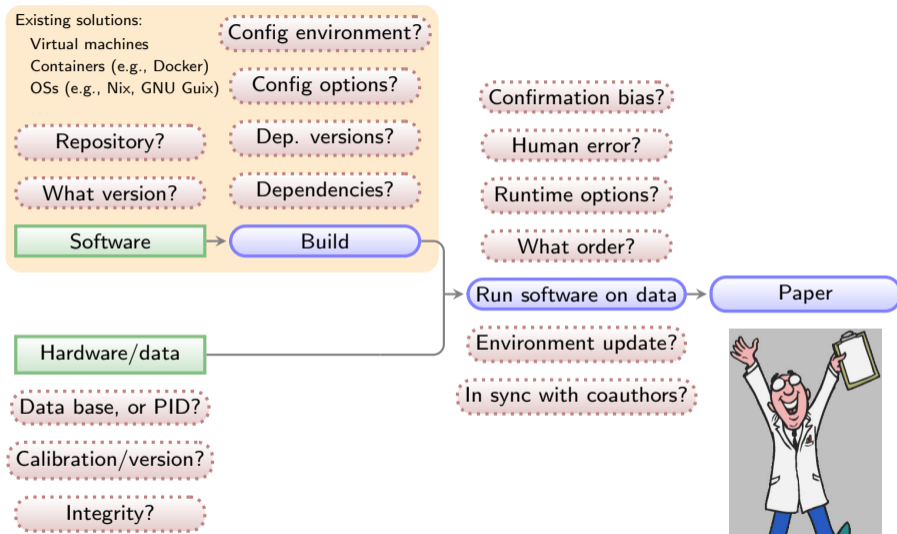 Existing solutions:
Virtual machines
Containers (e.g., Docker)
OSs (e.g., Nix, GNU Guix)
Repository?
What version?
Software
Config environment?
Config options?
Dep. versions?
Dependencies?
Build
Hardware/data
Data base, or PID?
Calibration/version?
Integrity?
Confirmation bias?
Human error?
Runtime options?
What order?
Run software on data
Environment update?
In sync with coauthors?
Paper